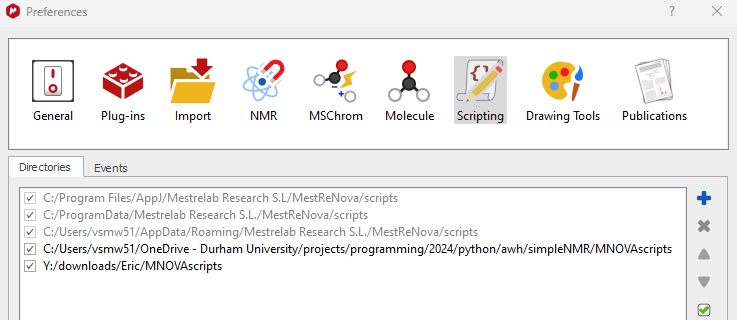 Preferences
?
General
Plug-ins
Import
NMR
MSChrom
Molecule
Scripting
Drawing Tools
Publications
Directories
Events
C:/Program Files/AppJ/Mestrelab Research S.L/MestReNova/scripts
C:/ProgramData/Mestrelab Research S.L./MestReNova/scripts
C:/Users/vsmw51/AppData/Roaming/Mestrelab Research S.L./MestReNova/scripts
C:/Users/vsmw51/OneDrive - Durham University/projects/programming/2024/python/awh/simpleNMR/MNOVAscripts
Y:/downloads/Eric/MNOVAscripts